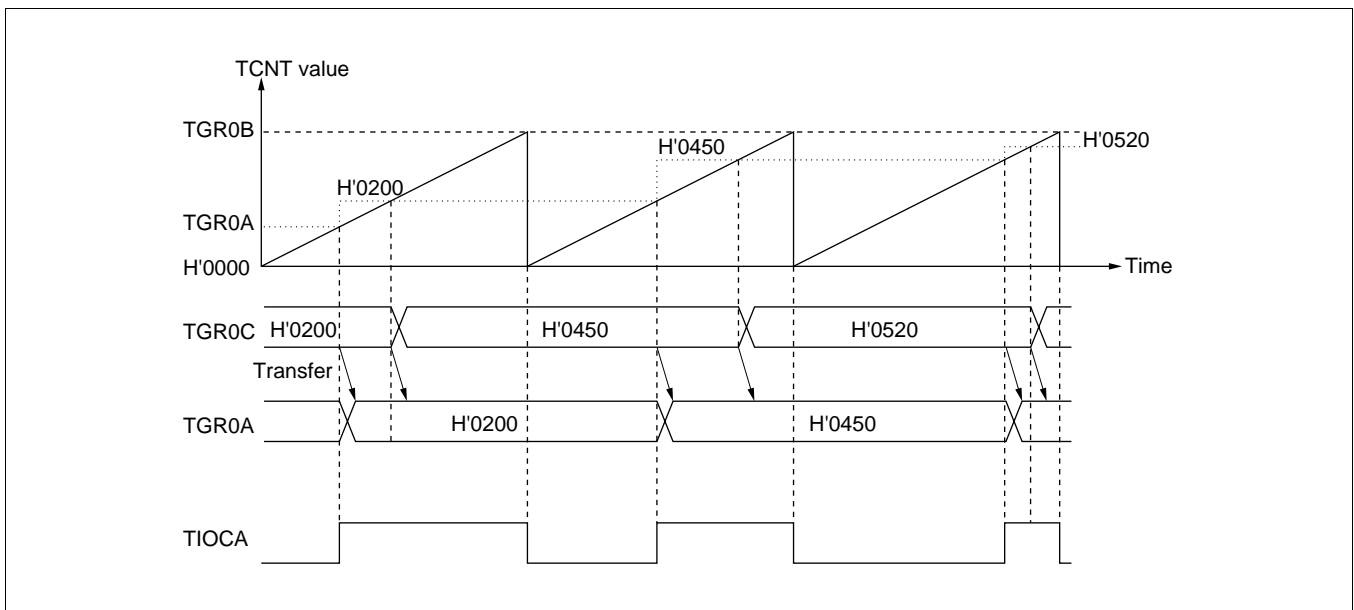 TCNT value
TGR0B
H'0520
H'0450
H'0200
TGR0A
H'0000
Time
TGR0C
H'0200
H'0450
H'0520
Transfer
TGR0A
H'0200
H'0450
TIOCA